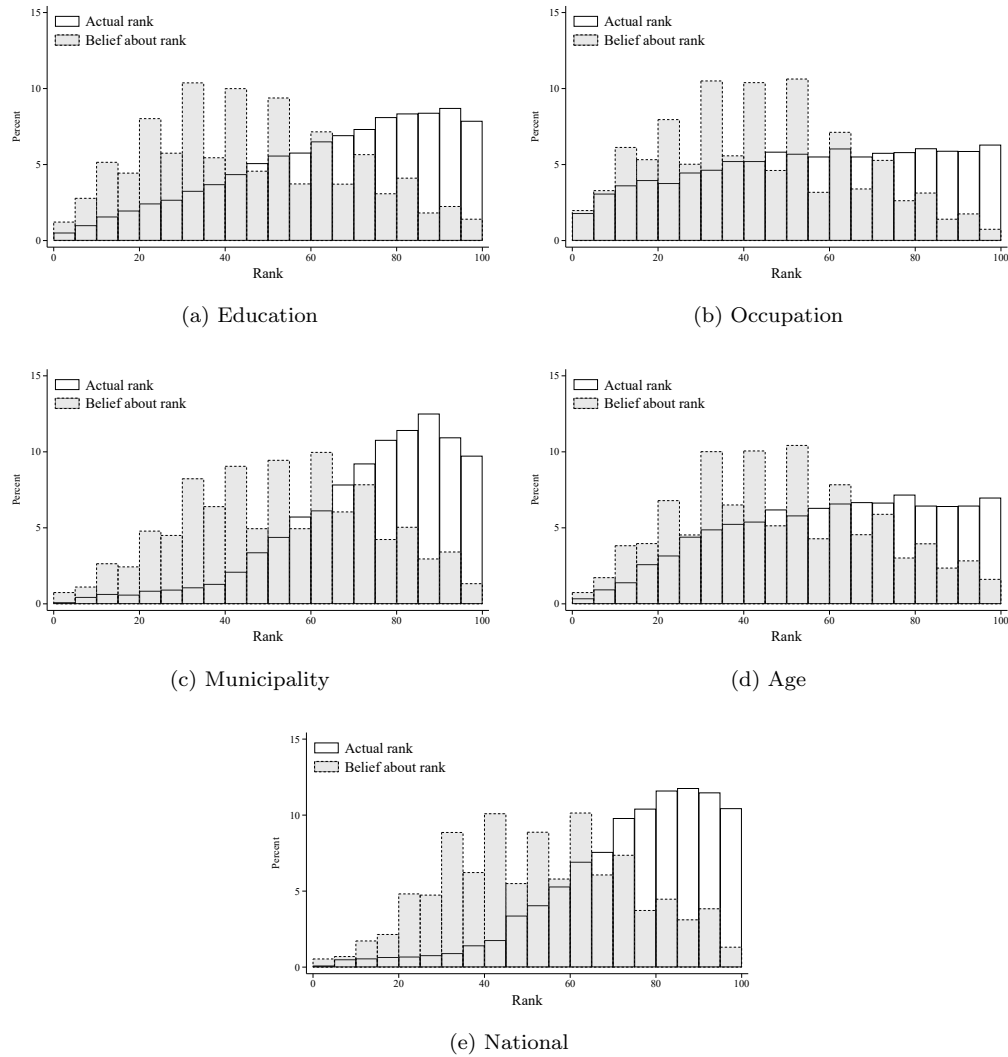 15
10
5
0
Percent
Actual rank
Belief about rank
0 20 40 60 80 100
Rank
(a) Education
15
10
5
0
Percent
Actual rank
Belief about rank
0 20 40 60 80 100
Rank
(b) Occupation
15
10
5
0
Percent
Actual rank
Belief about rank
0 20 40 60 80 100
Rank
(c) Municipality
15
10
5
0
Percent
Actual rank
Belief about rank
0 20 40 60 80 100
Rank
(d) Age
15
10
5
0
Percent
Actual rank
Belief about rank
0 20 40 60 80 100
Rank
(e) National